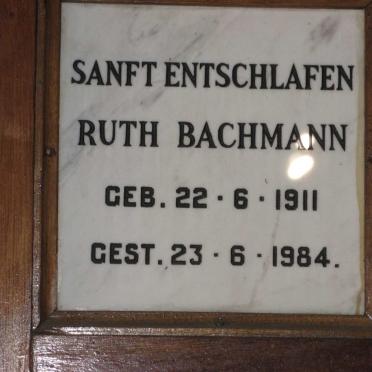 SANFT ENTSCHLAFEN
RUTH BACHMANN
GEB. 22 · 6 · 1911
GEST. 23 · 6 · 1984.